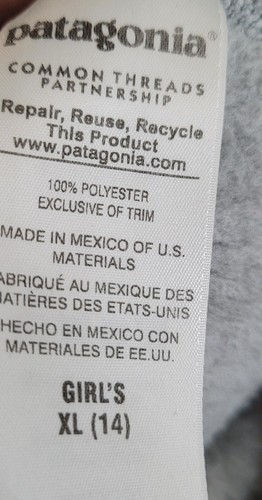 patagonia®
COMMON THREADS
PARTNERSHIP
Repair, Reuse, Recycle
This Product
www.patagonia.com
100% POLYESTER
EXCLUSIVE OF TRIM
MADE IN MEXICO OF U.S.
MATERIALS
ABRIQUÉ AU MEXIQUE DES
MATIÈRES DES ETATS-UNIS
HECHO EN MEXICO CON
MATERIALES DE EE.UU.
GIRL'S
XL (14)